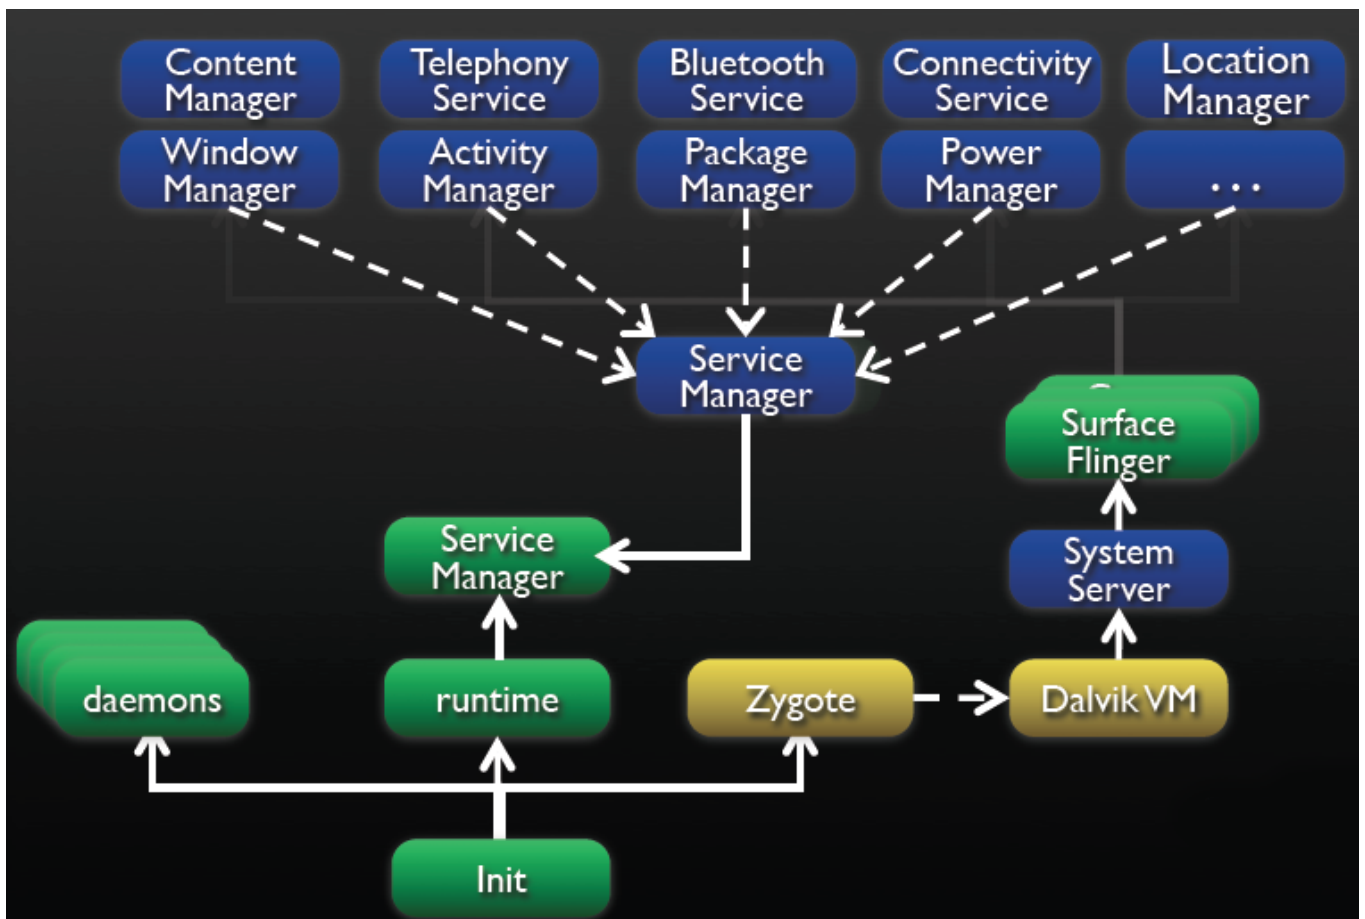 Content
Manager
Telephony
Service
Bluetooth
Service
Connectivity
Service
Location
Manager
Window
Manager
Activity
Manager
Package
Manager
Power
Manager
...
Service
Manager
Surface
Flinger
Service
Manager
System
Server
daemons
runtime
Zygote
Dalvik VM
Init